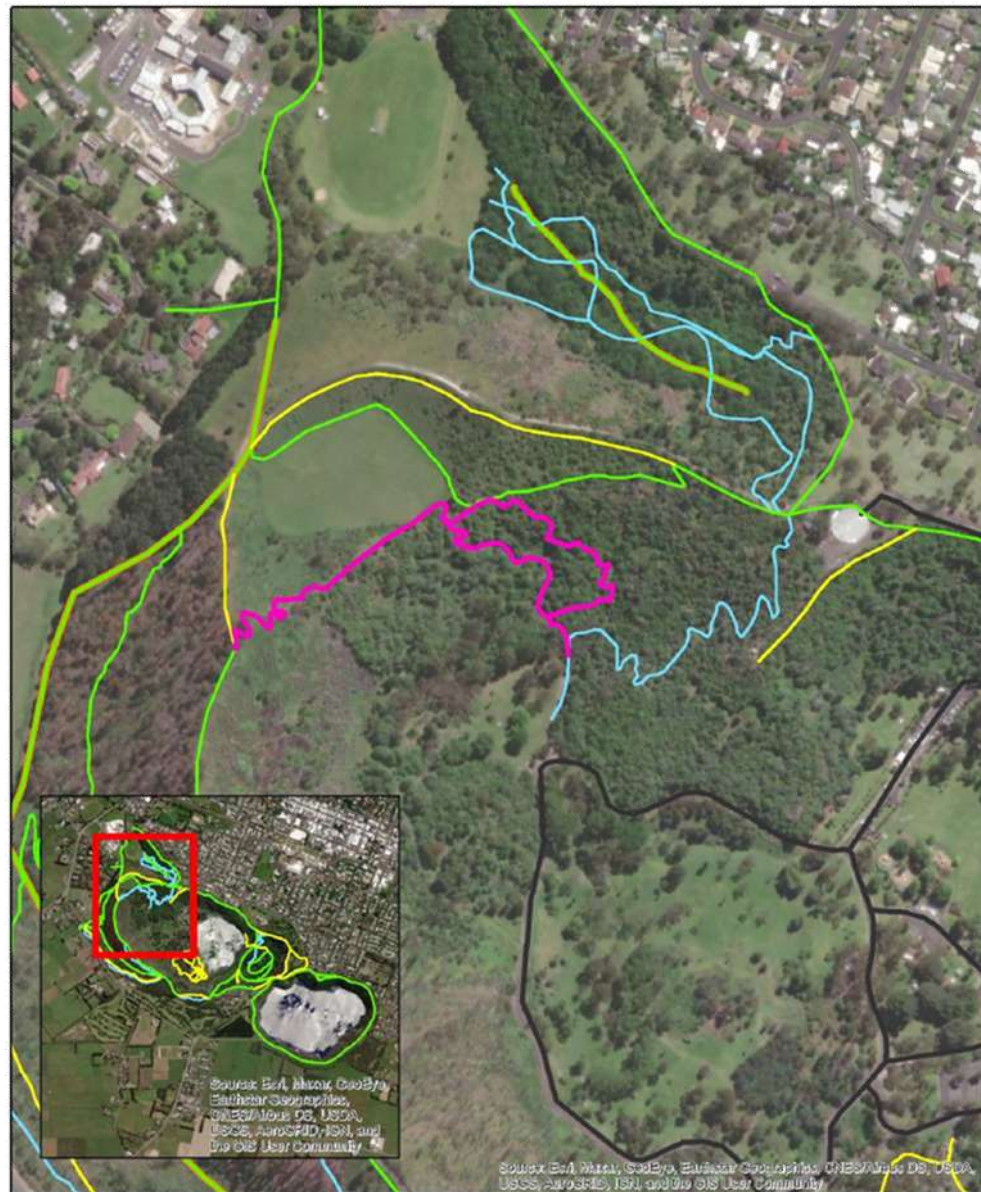 Source: Esri, Maxar, GeoEye,
Earthstar Geographics,
CNES/Airbus DS, USDA,
USGS, AeroGRID, IGN, and
the GIS User Community
Source: Esri, Maxar, GeoEye, Earthstar Geographics, CNES/Airbus DS, USDA,
USGS, AeroGRID, IGN, and the GIS User Community